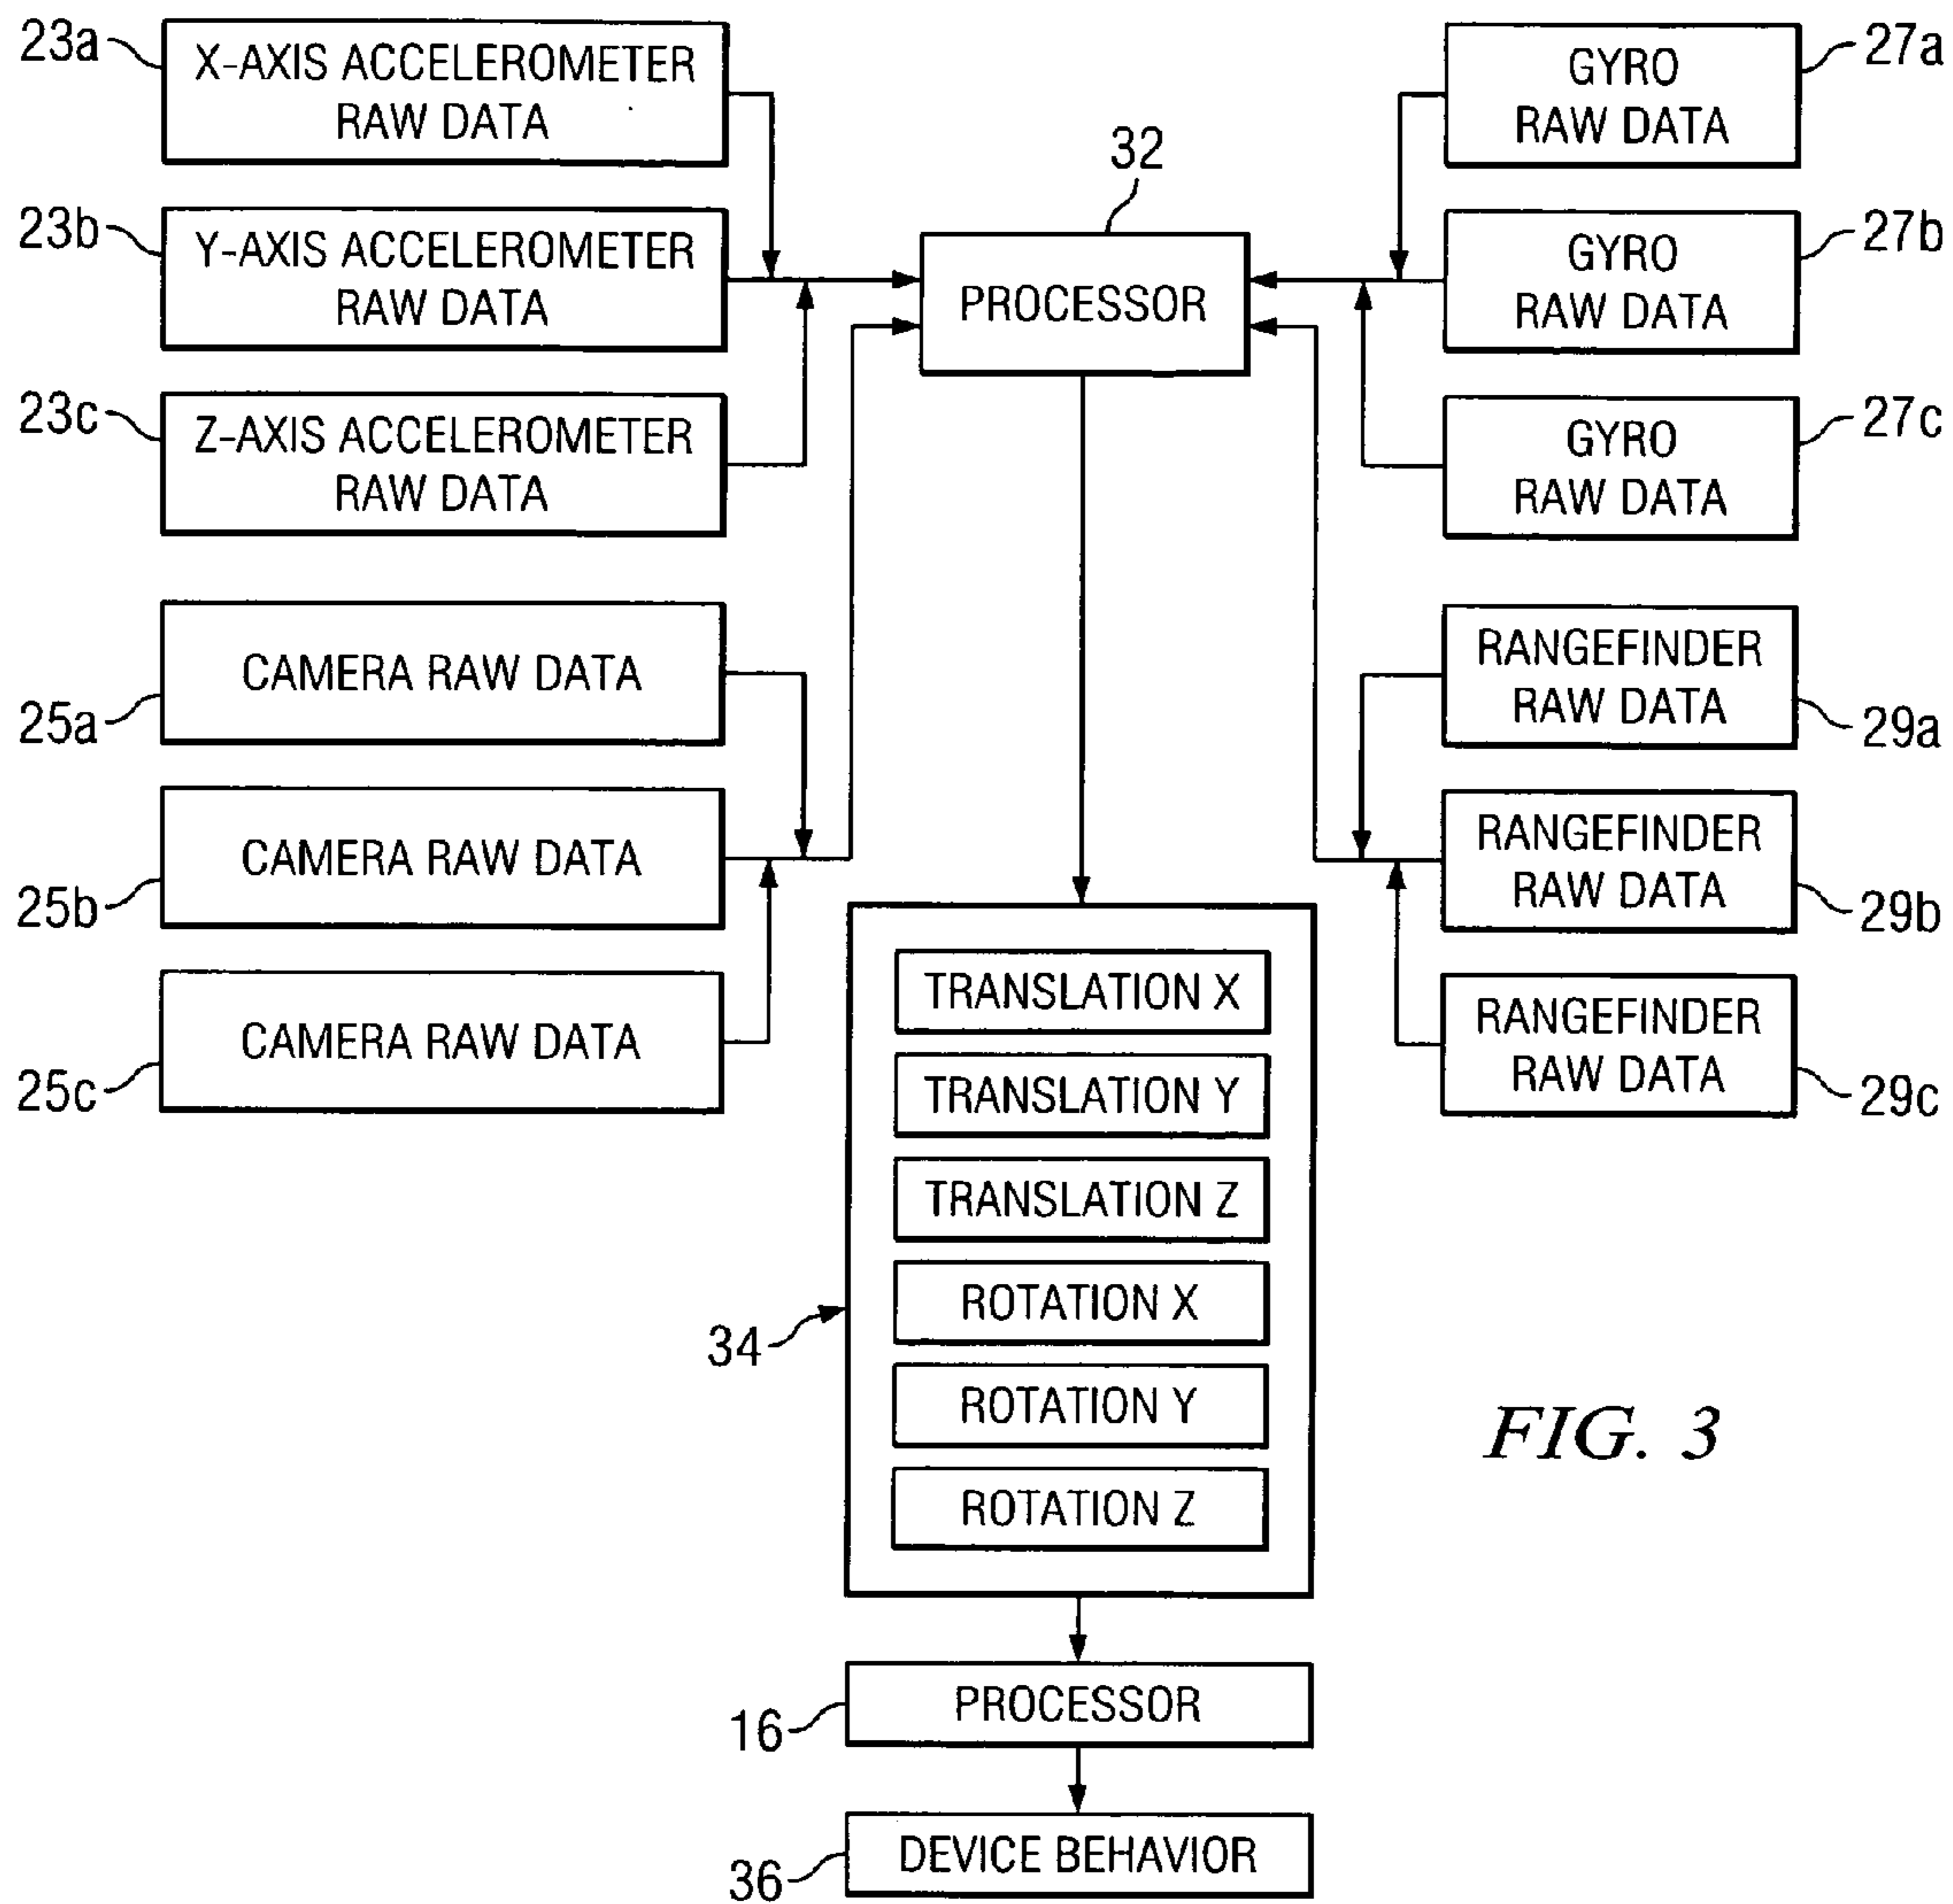 23a
X-AXIS ACCELEROMETER
RAW DATA
23b
Y-AXIS ACCELEROMETER
RAW DATA
23c
Z-AXIS ACCELEROMETER
RAW DATA
25a
CAMERA RAW DATA
25b
CAMERA RAW DATA
25c
CAMERA RAW DATA
32
PROCESSOR
27a
GYRO
RAW DATA
27b
GYRO
RAW DATA
27c
GYRO
RAW DATA
29a
RANGEFINDER
RAW DATA
29b
RANGEFINDER
RAW DATA
29c
RANGEFINDER
RAW DATA
34
TRANSLATION X
TRANSLATION Y
TRANSLATION Z
ROTATION X
ROTATION Y
ROTATION Z
16
PROCESSOR
36
DEVICE BEHAVIOR
FIG. 3